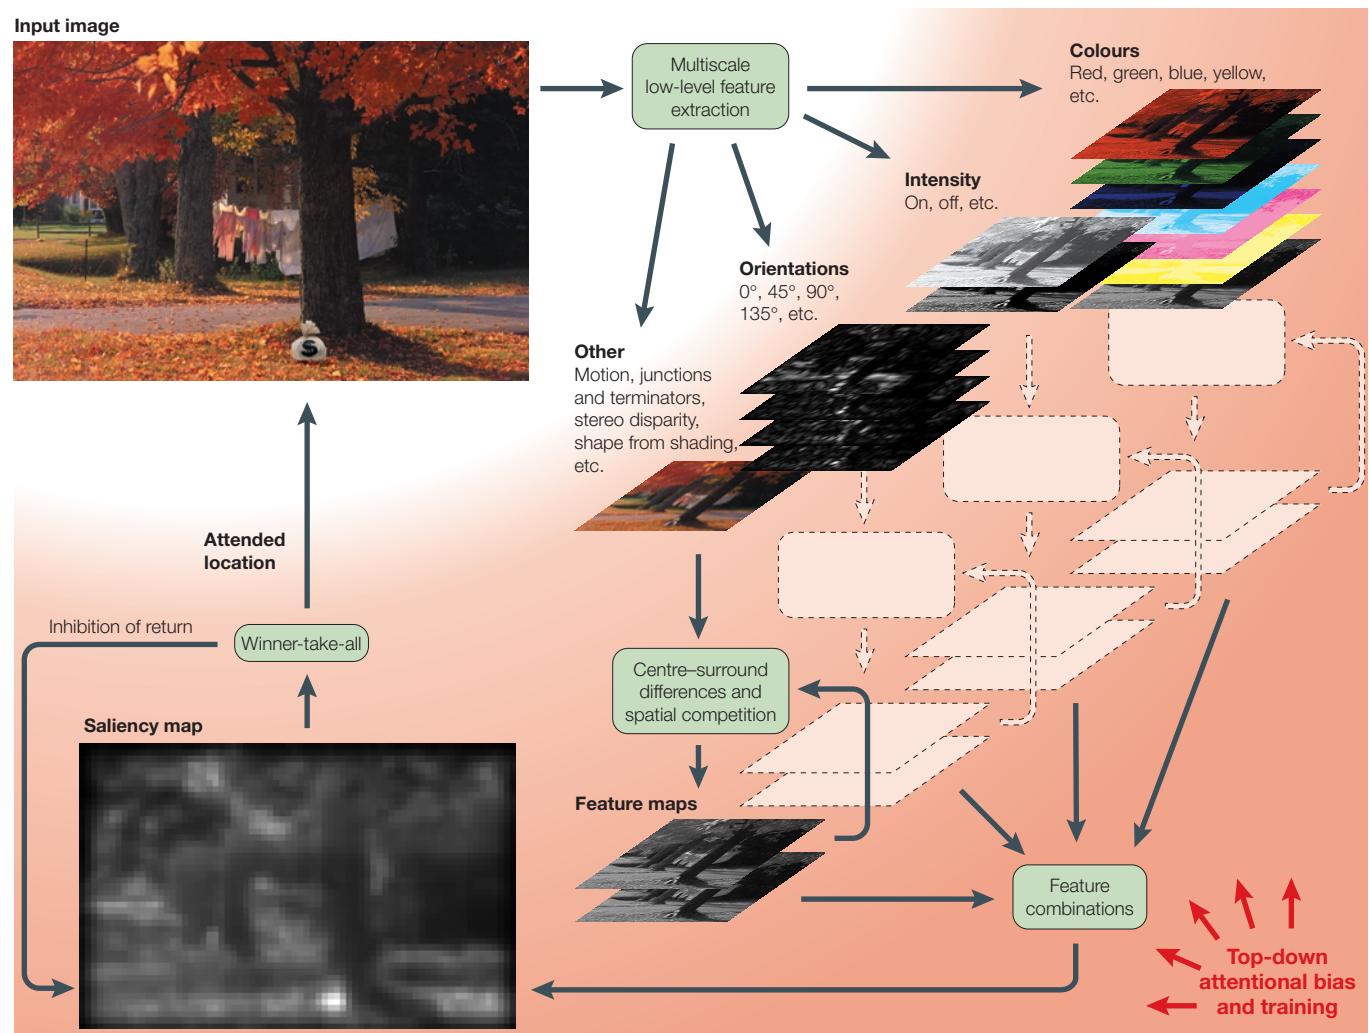 Input image
Multiscale
low-level feature
extraction
Colours
Red, green, blue, yellow,
etc.
Intensity
On, off, etc.
Orientations
0°, 45°, 90°,
135°, etc.
Other
Motion, junctions
and terminators,
stereo disparity,
shape from shading,
etc.
$
Attended
location
Inhibition of return
Winner-take-all
Centre–surround
differences and
spatial competition
Saliency map
Feature maps
Feature
combinations
Top-down
attentional bias
and training